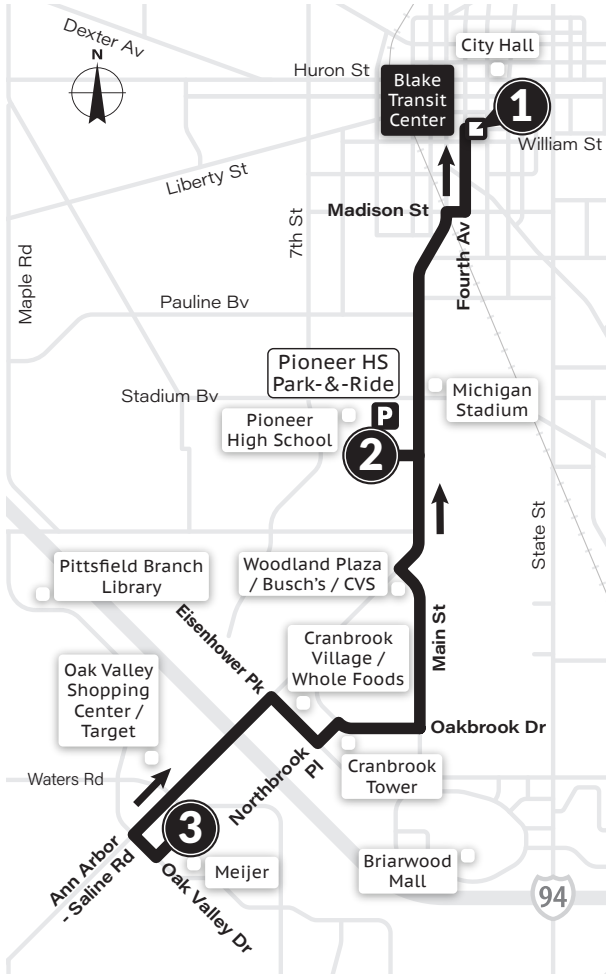 Dexter Av
N
City Hall
Huron St
Blake
Transit
Center
1
William St
Liberty St
Madison St
7th St
Fourth Av
Maple Rd
Pauline Bv
Pioneer HS
Park-&-Ride
Stadium Bv
P
Michigan
Stadium
Pioneer
High School
2
State St
Pittsfield Branch
Library
Woodland Plaza
/ Busch's / CVS
Eisenhower Pk
Main St
Cranbrook
Village /
Whole Foods
Oak Valley
Shopping
Center /
Target
Oakbrook Dr
Northbrook
Pl
Cranbrook
Tower
Waters Rd
3
Ann Arbor
- Saline Rd
Oak Valley Dr
Meijer
Briarwood
Mall
94